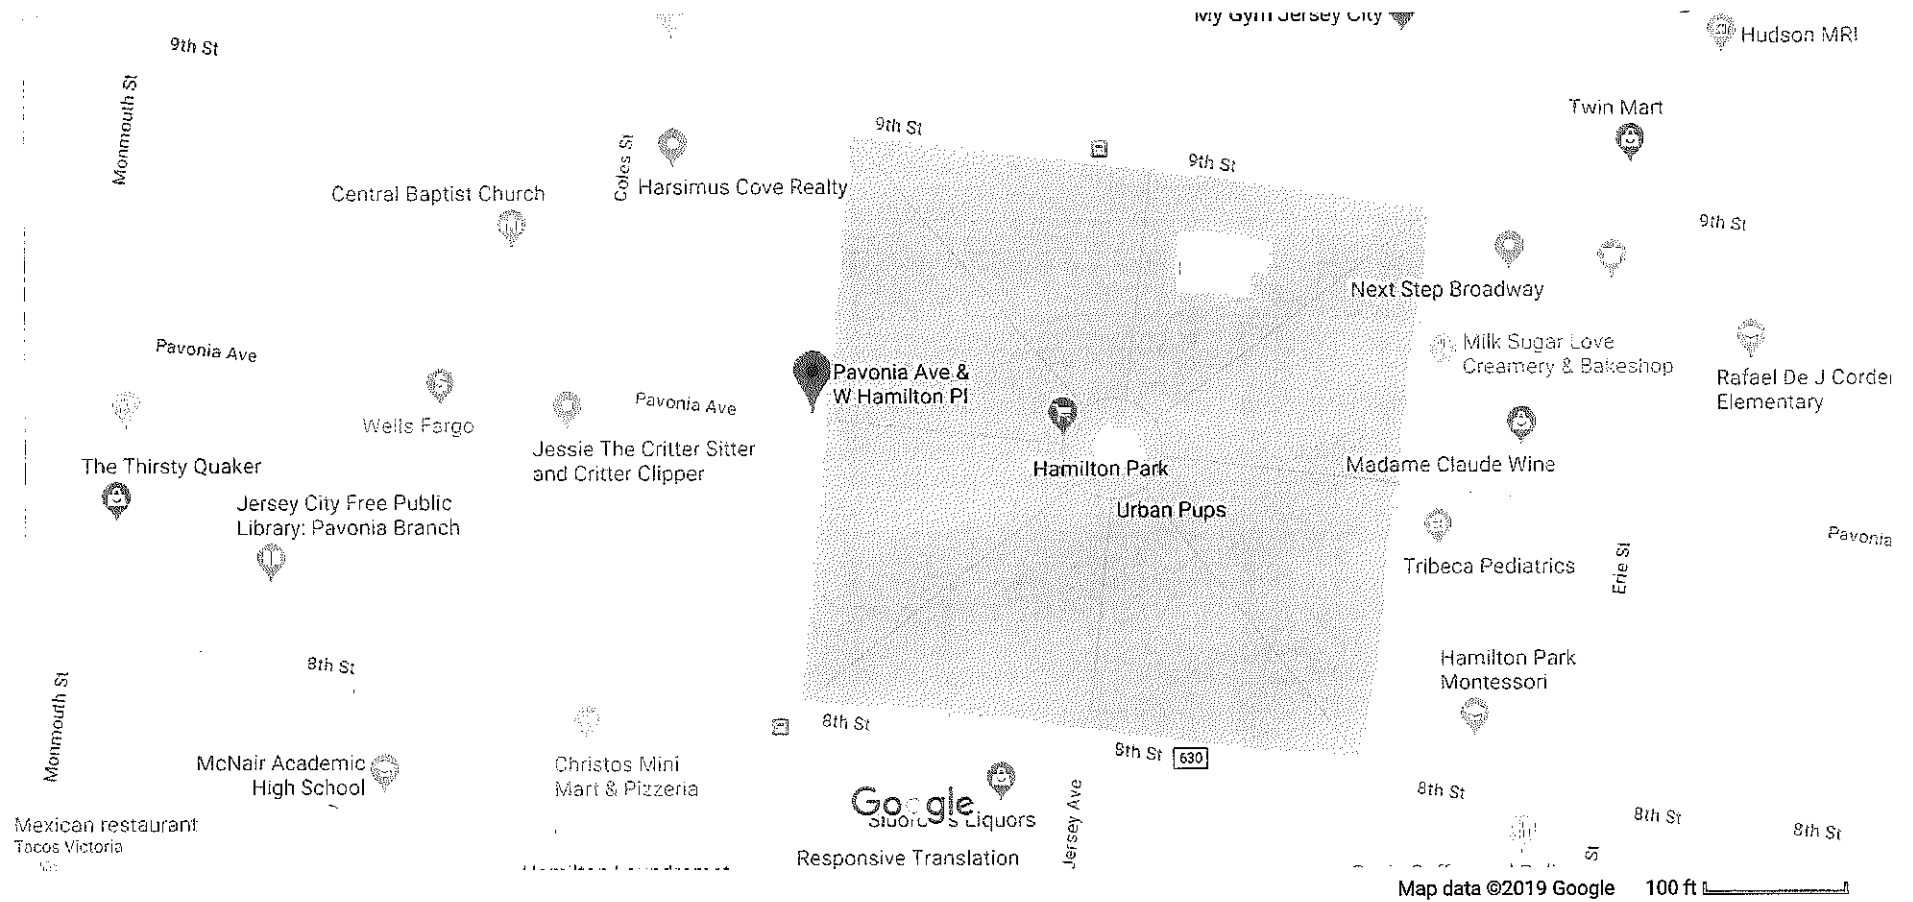 My Gym Jersey City
Hudson MRI
9th St
Monmouth St
Twin Mart
9th St
Coles St
Harsimus Cove Realty
9th St
Central Baptist Church
9th St
Next Step Broadway
Milk Sugar Love
Creamery & Bakeshop
Rafael De J Corder
Elementary
Pavonia Ave
Pavonia Ave &
W Hamilton Pl
Pavonia Ave
Wells Fargo
Jessie The Critter Sitter
and Critter Clipper
The Thirsty Quaker
Hamilton Park
Madame Claude Wine
Jersey City Free Public
Library: Pavonia Branch
Urban Pups
Pavonia
Tribeca Pediatrics
Erie St
8th St
Hamilton Park
Montessori
Monmouth St
8th St
8th St
630
McNair Academic
High School
Christos Mini
Mart & Pizzeria
Google
Liquors
Jersey Ave
8th St
8th St
8th St
Mexican restaurant
Tacos Victoria
Responsive Translation
St
Map data ©2019 Google
100 ft